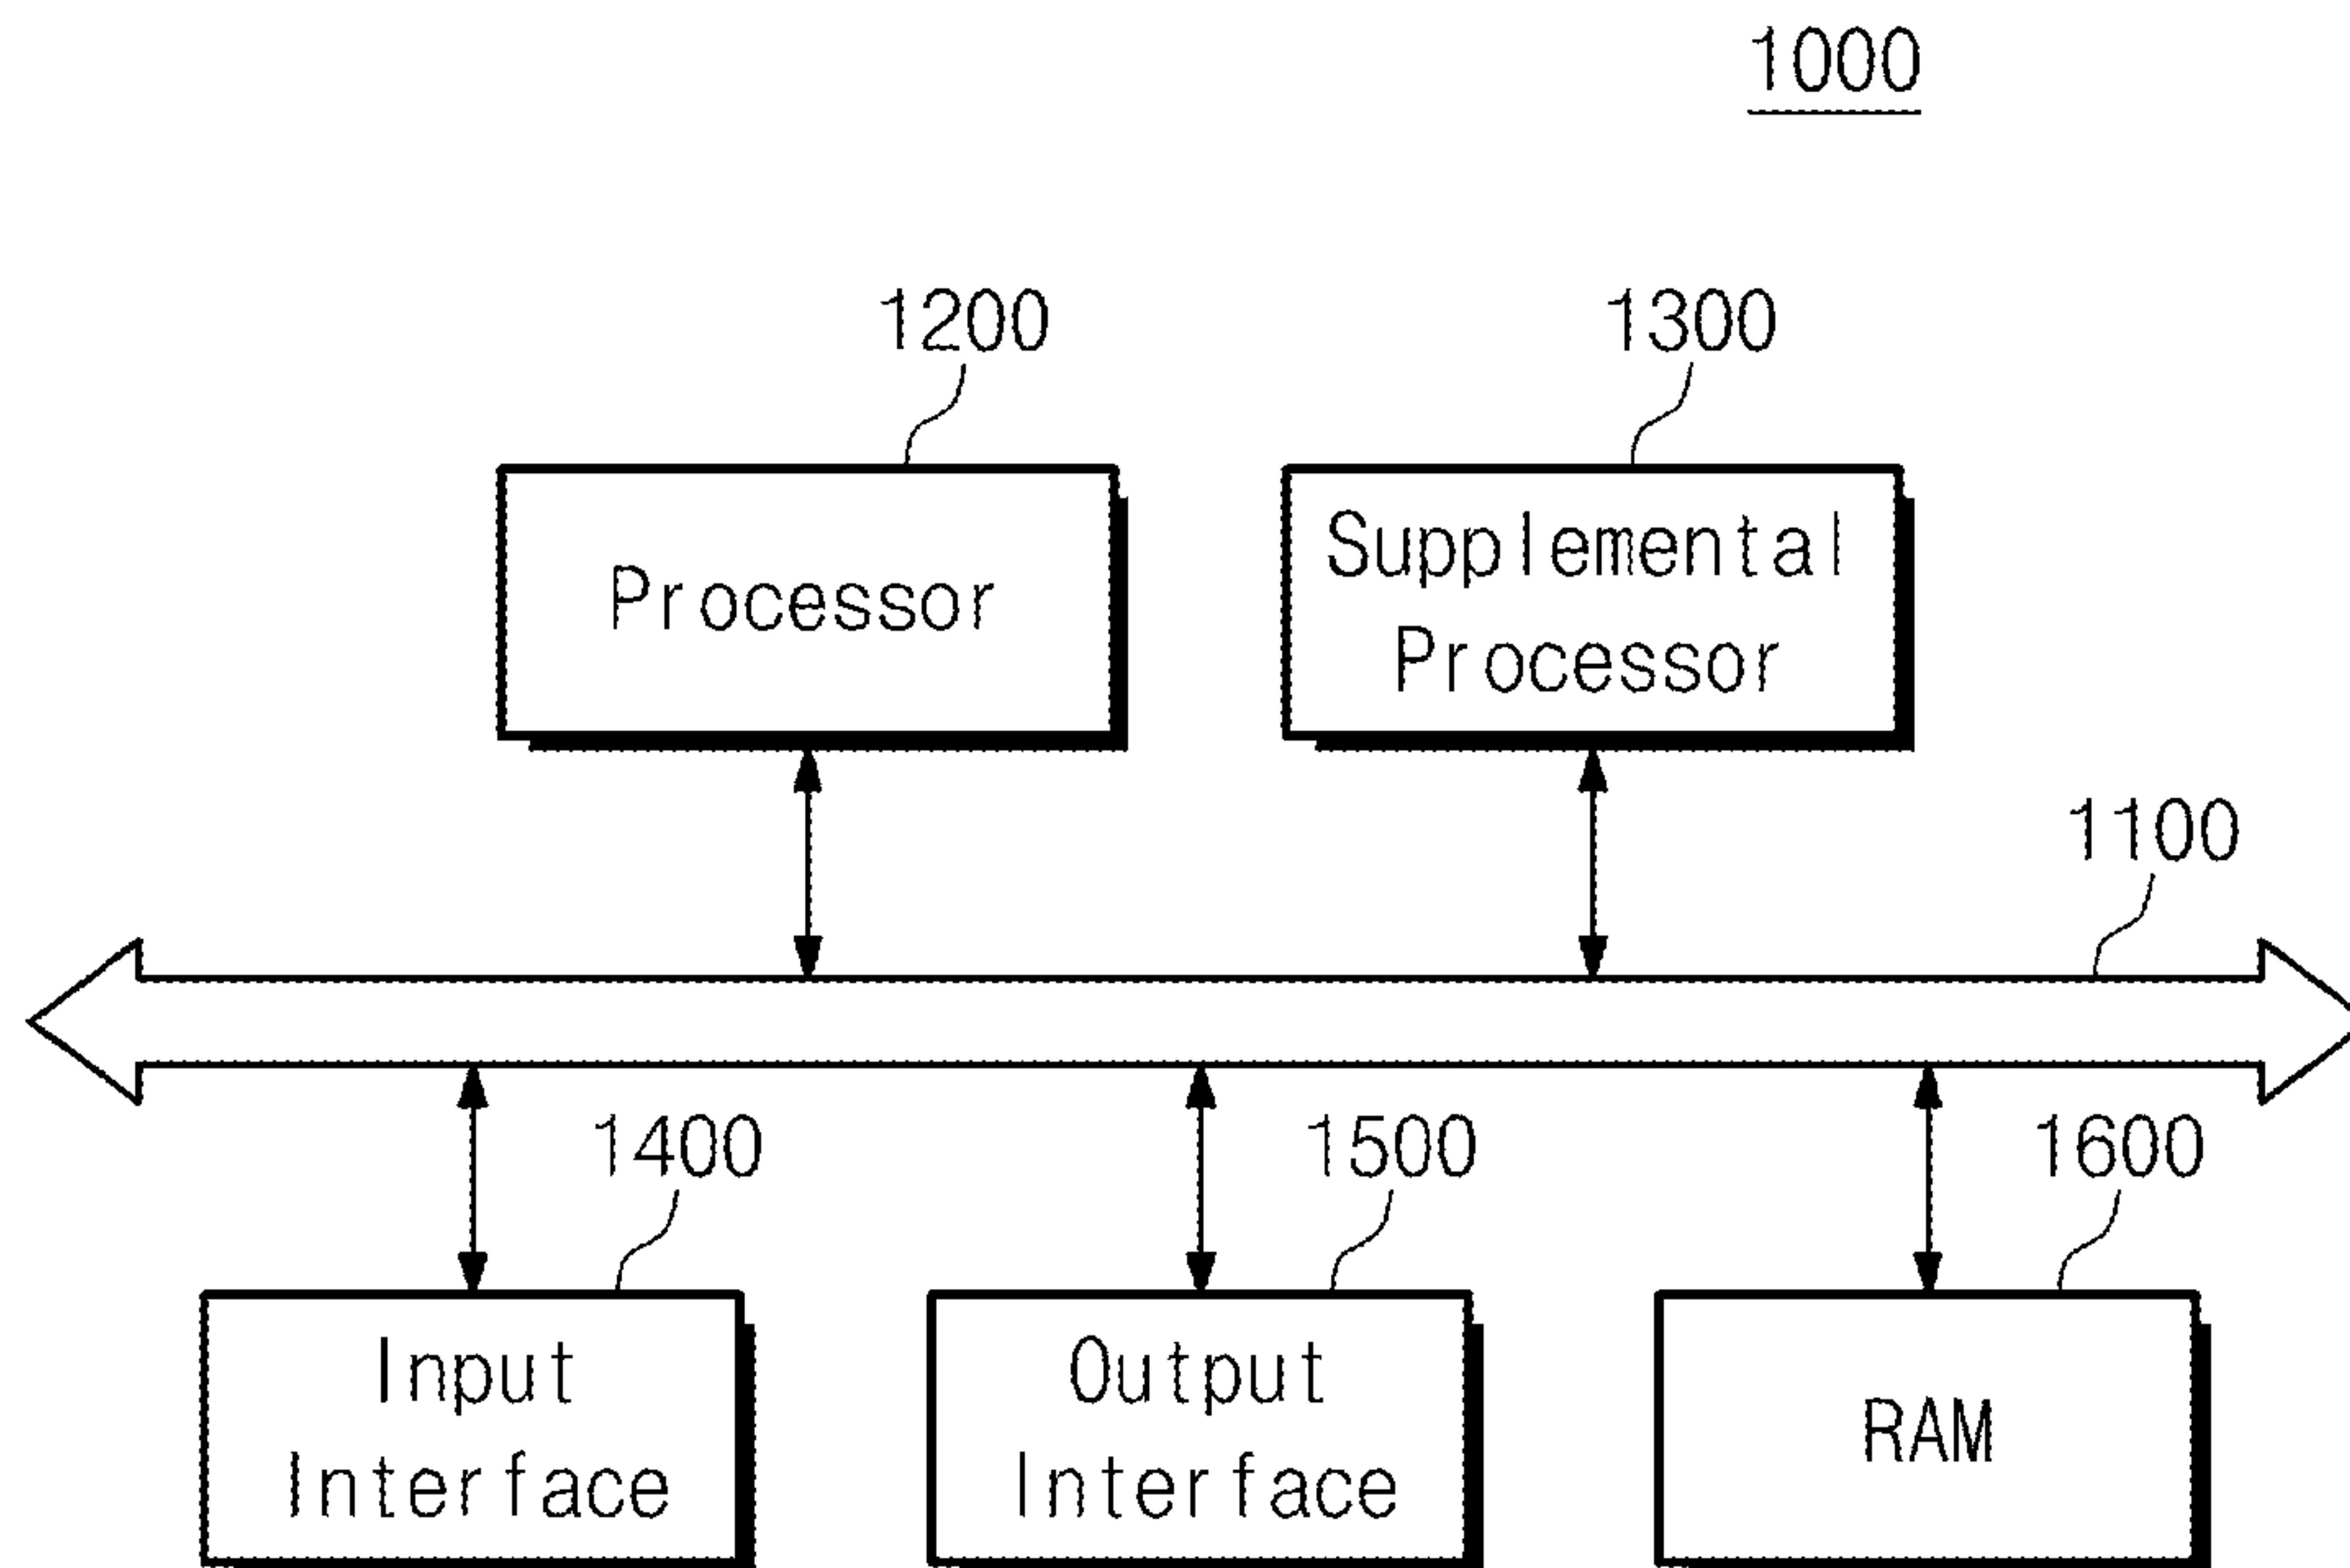 1000
1200
1300
Processor
Supplemental
Processor
1100
1400
1500
1600
Input
Interface
Output
Interface
RAM